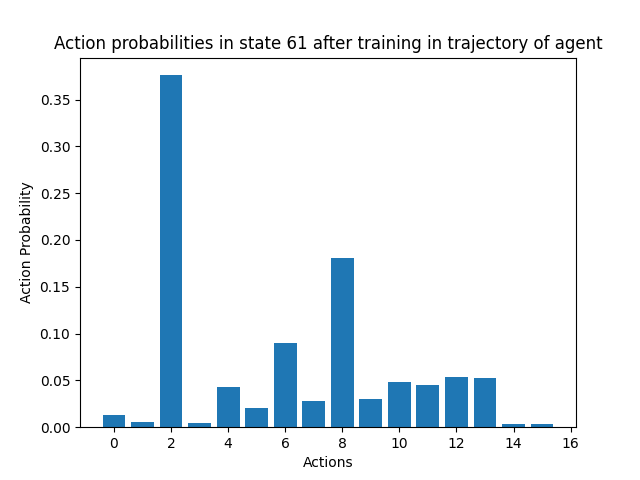 Action probabilities in state 61 after training in trajectory of agent
Action Probability
0.35
0.30
0.25
0.20
0.15
0.10
0.05
0.00
0 2 4 6 8 10 12 14 16
Actions